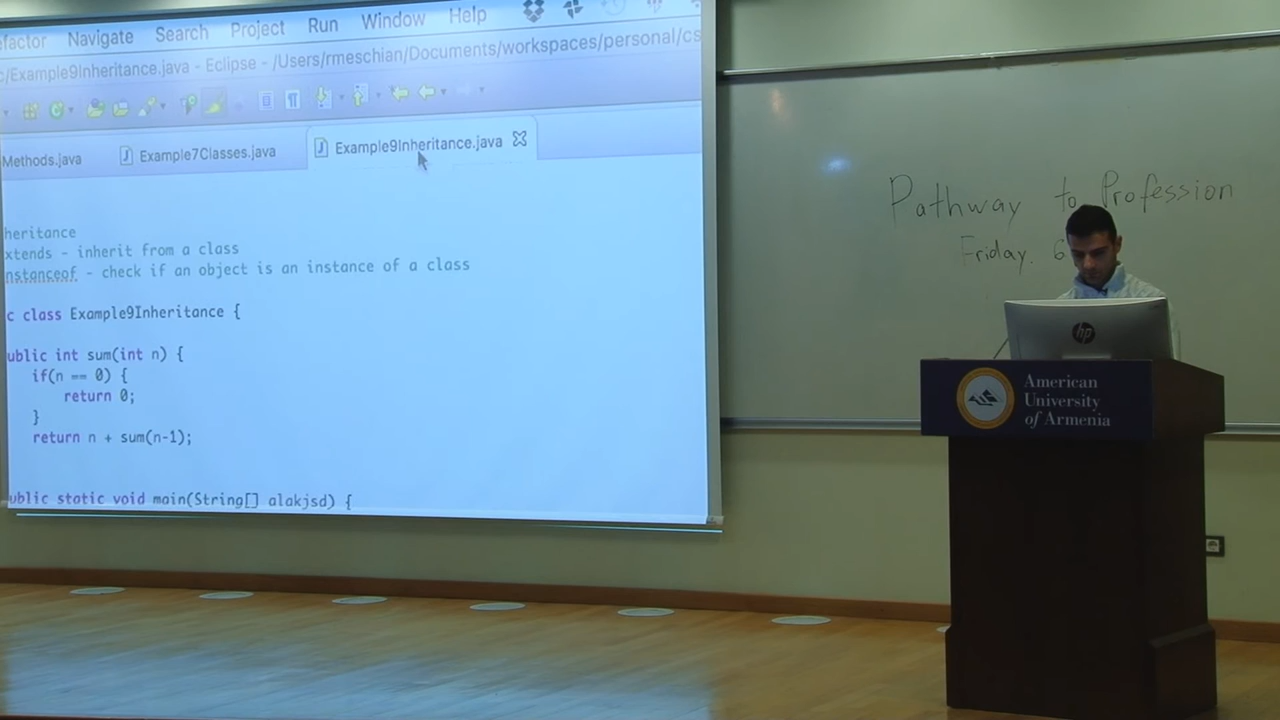 efactor Navigate Search Project Run Window Help
c/Example9Inheritance.java - Eclipse - /Users/rmeschian/Documents/workspaces/personal/cs
Methods.java Example7Classes.java Example9Inheritance.java
heritance
xtends - inherit from a class
nstanceof - check if an object is an instance of a class
c class Example9Inheritance {
ublic int sum(int n) {
if(n == 0) {
return 0;
}
return n + sum(n-1);
ublic static void main(String[] alakjsd) {
Pathway to Profession
Friday, 6
hp
American
University
of Armenia